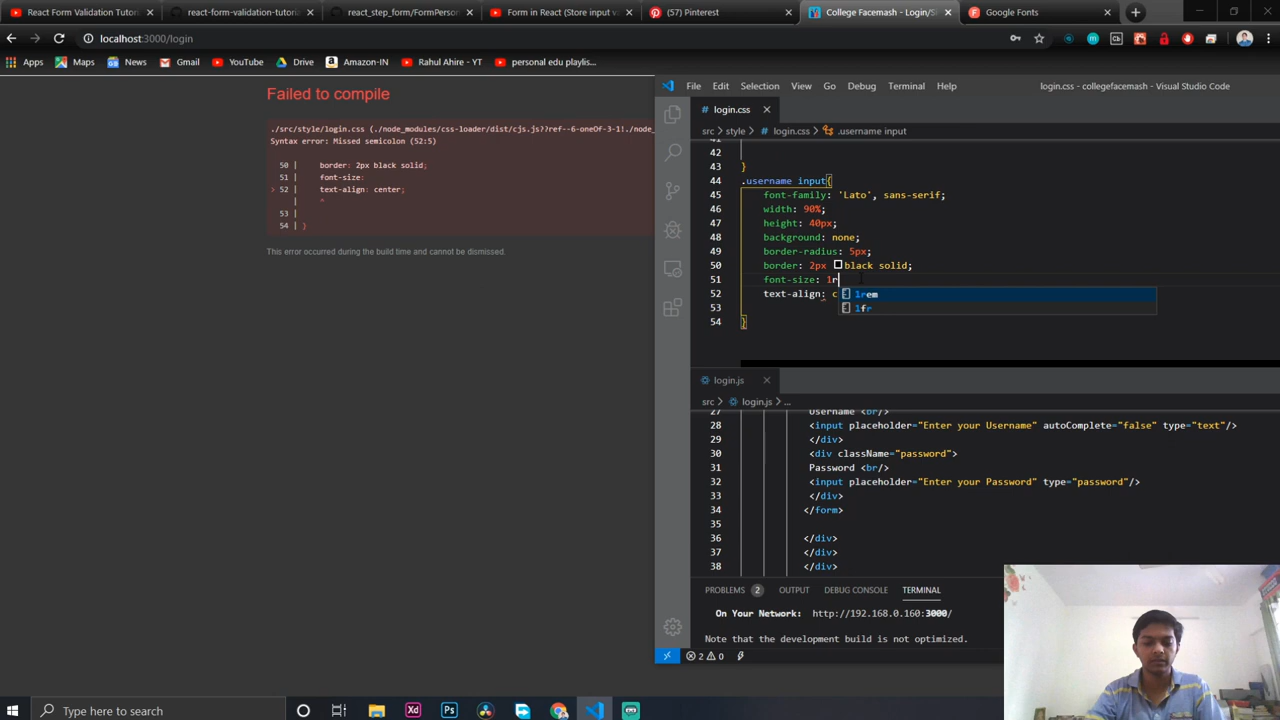 React Form Validation Tutori
react-form-validation-tutoria
react_step_form/FormPerson
Form in React (Store input v
(57) Pinterest
College Facemash - Login/S
Google Fonts
localhost:3000/login
Apps
Maps
News
Gmail
YouTube
Drive
Amazon-IN
Rahul Ahire - YT
personal edu playlis...
Failed to compile
./src/style/login.css (./node_modules/css-loader/dist/cjs.js??ref--6-oneOf-3-1!./node_
Syntax error: Missed semicolon (52:5)
50 | border: 2px black solid;
51 | font-size:
> 52 | text-align: center;
| ^
53 |
54 | }
This error occurred during the build time and cannot be dismissed.
File Edit Selection View Go Debug Terminal Help
login.css - collegefacemash - Visual Studio Code
# login.css
src > style > # login.css > .username input
41
42
43 }
44 .username input{
45 font-family: 'Lato', sans-serif;
46 width: 90%;
47 height: 40px;
48 background: none;
49 border-radius: 5px;
50 border: 2px black solid;
51 font-size: 1r
52 text-align: c
1rem
1fr
53
54 }
login.js
src > login.js > ...
27 Username <br/>
28 <input placeholder="Enter your Username" autoComplete="false" type="text"/>
29 </div>
30 <div className="password">
31 Password <br/>
32 <input placeholder="Enter your Password" type="password"/>
33 </div>
34 </form>
35
36 </div>
37 </div>
38 </div>
PROBLEMS 2 OUTPUT DEBUG CONSOLE TERMINAL
On Your Network: http://192.168.0.160:3000/
Note that the development build is not optimized.
2 0
Type here to search
Xd
Ps